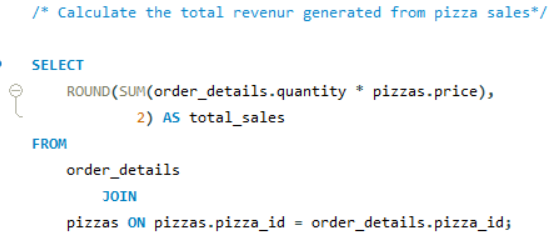 /* Calculate the total revenur generated from pizza sales*/
SELECT
ROUND(SUM(order_details.quantity * pizzas.price),
2) AS total_sales
FROM
order_details
JOIN
pizzas ON pizzas.pizza_id = order_details.pizza_id;